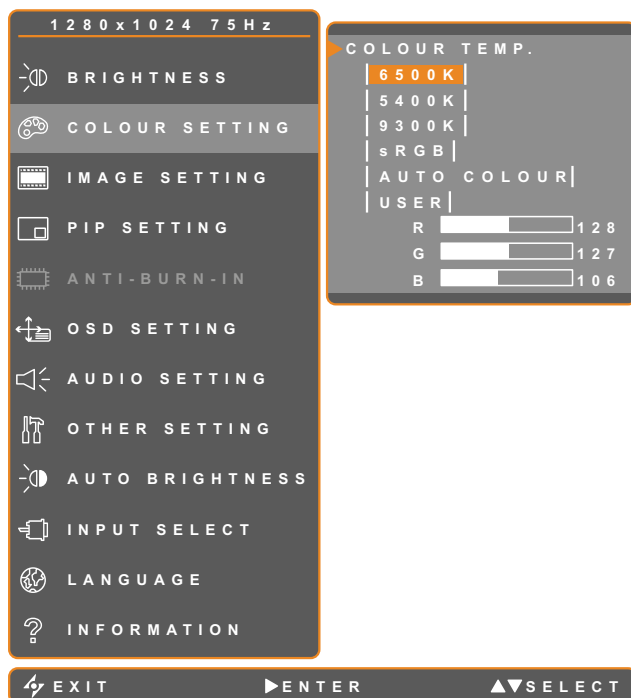 1280x1024 75Hz
BRIGHTNESS
COLOUR SETTING
IMAGE SETTING
PIP SETTING
ANTI-BURN-IN
OSD SETTING
AUDIO SETTING
OTHER SETTING
AUTO BRIGHTNESS
INPUT SELECT
LANGUAGE
INFORMATION
COLOUR TEMP.
6500K
5400K
9300K
sRGB
AUTO COLOUR
USER
R 128
G 127
B 106
EXIT ENTER SELECT